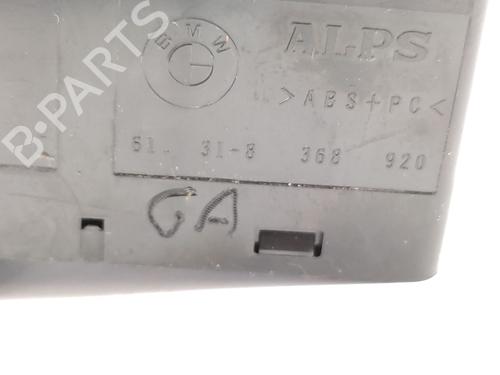 BMW
ALPS
>ABS+PC<
61. 31-8 368 920
GA
B-PARTS